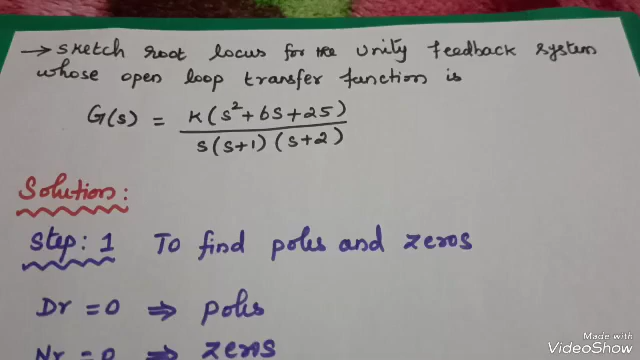 → sketch root locus for the unity feedback system
whose open loop transfer function is
G(s) = K(s²+6s+25) / s(s+1)(s+2)
Solution:
Step: 1 To find poles and zeros
Dr = 0 ⇒ poles
Nr = 0 ⇒ zeros
Made with
VideoShow